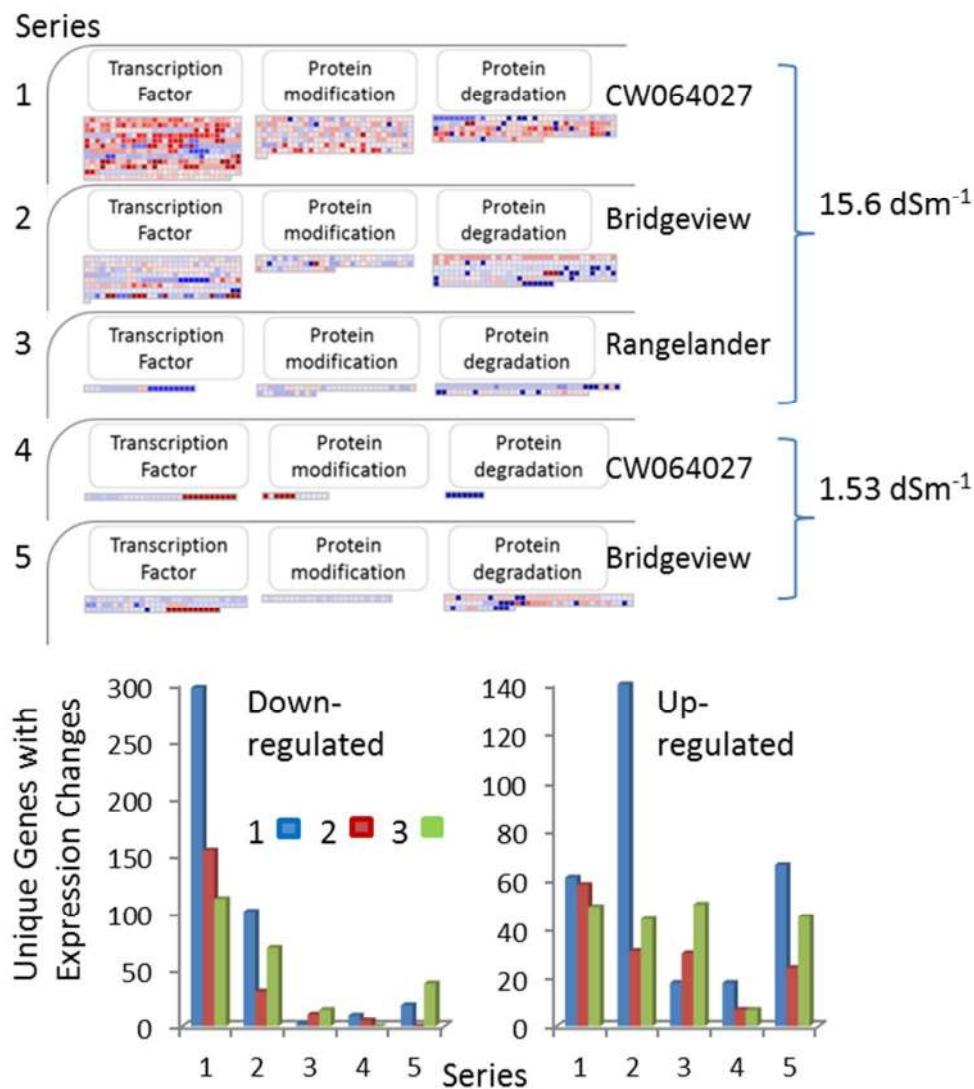 Series
1
Transcription
Factor
Protein
modification
Protein
degradation
CW064027
2
Transcription
Factor
Protein
modification
Protein
degradation
Bridgeview
15.6 dSm-1
3
Transcription
Factor
Protein
modification
Protein
degradation
Rangelander
4
Transcription
Factor
Protein
modification
Protein
degradation
CW064027
1.53 dSm-1
5
Transcription
Factor
Protein
modification
Protein
degradation
Bridgeview
Unique Genes with
Expression Changes
300
250
200
150
100
50
0
Down-
regulated
1 2 3
1 2 3 4 5
140
120
100
80
60
40
20
0
Up-
regulated
1 2 3 4 5
Series